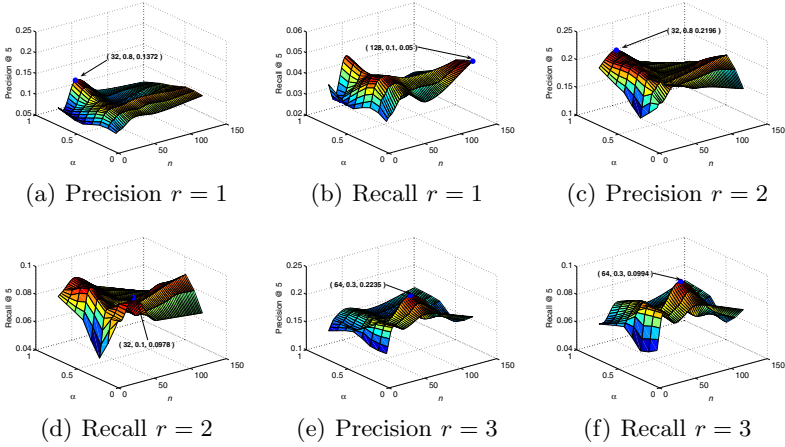 0.25
0.2
0.15
0.1
0.05
Precision @ 5
( 32, 0.8, 0.1372 )
1
0.5
0
α
0
50
100
150
n
(a) Precision r = 1
0.06
0.05
0.04
0.03
0.02
Recall @ 5
( 128, 0.1, 0.05 )
1
0.5
0
α
0
50
100
150
n
(b) Recall r = 1
0.25
0.2
0.15
0.1
Precision @ 5
( 32, 0.8 0.2196 )
1
0.5
0
α
0
50
100
150
n
(c) Precision r = 2
0.1
0.08
0.06
0.04
Recall @ 5
( 32, 0.1, 0.0978 )
1
0.5
0
α
0
50
100
150
n
(d) Recall r = 2
0.25
0.2
0.15
0.1
Precision @ 5
( 64, 0.3, 0.2235 )
1
0.5
0
α
0
50
100
150
n
(e) Precision r = 3
0.1
0.08
0.06
0.04
Recall @ 5
( 64, 0.3, 0.0994 )
1
0.5
0
α
0
50
100
150
n
(f) Recall r = 3